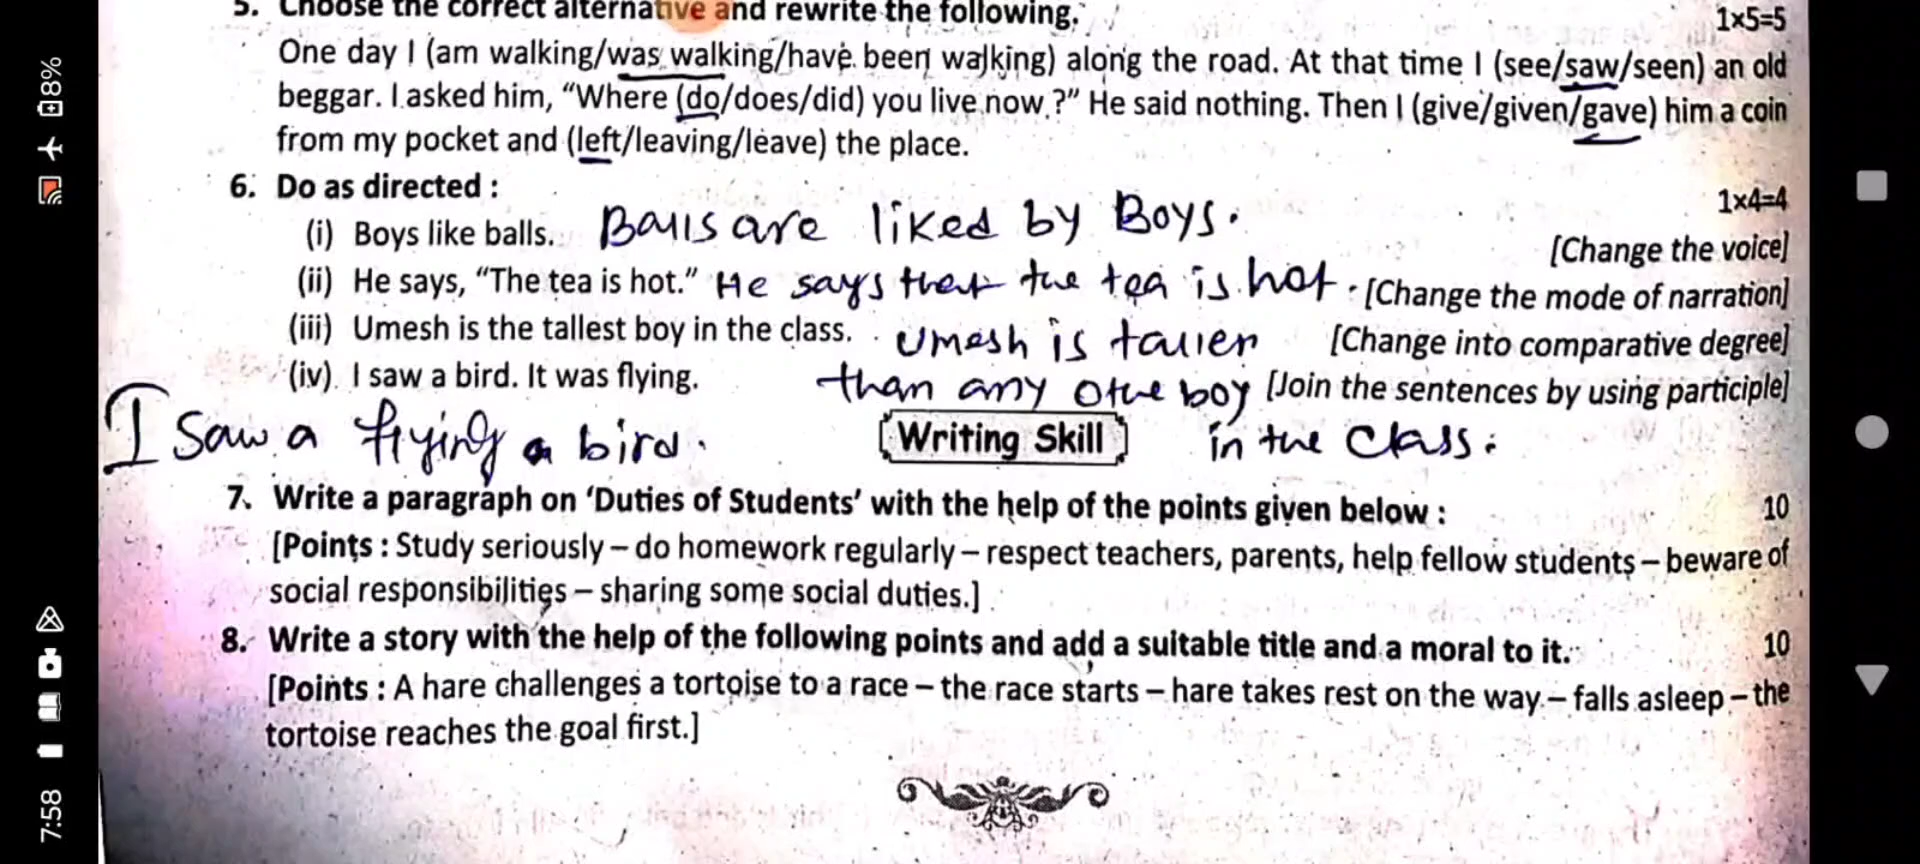 5. Choose the correct alternative and rewrite the following. 1x5=5
One day I (am walking/was walking/have been walking) along the road. At that time I (see/saw/seen) an old
beggar. I asked him, “Where (do/does/did) you live now ?” He said nothing. Then I (give/given/gave) him a coin
from my pocket and (left/leaving/leave) the place.
6. Do as directed : 1x4=4
(i) Boys like balls. Balls are liked by Boys. [Change the voice]
(ii) He says, “The tea is hot.” He says that the tea is hot. [Change the mode of narration]
(iii) Umesh is the tallest boy in the class. Umesh is taller [Change into comparative degree]
(iv) I saw a bird. It was flying. than any othe boy [Join the sentences by using participle]
I saw a flying a bird. Writing Skill in the class.
7. Write a paragraph on ‘Duties of Students’ with the help of the points given below : 10
[Points : Study seriously – do homework regularly – respect teachers, parents, help fellow students – beware of
social responsibilities – sharing some social duties.]
8. Write a story with the help of the following points and add a suitable title and a moral to it. 10
[Points : A hare challenges a tortoise to a race – the race starts – hare takes rest on the way – falls asleep – the
tortoise reaches the goal first.]
8%
7:58